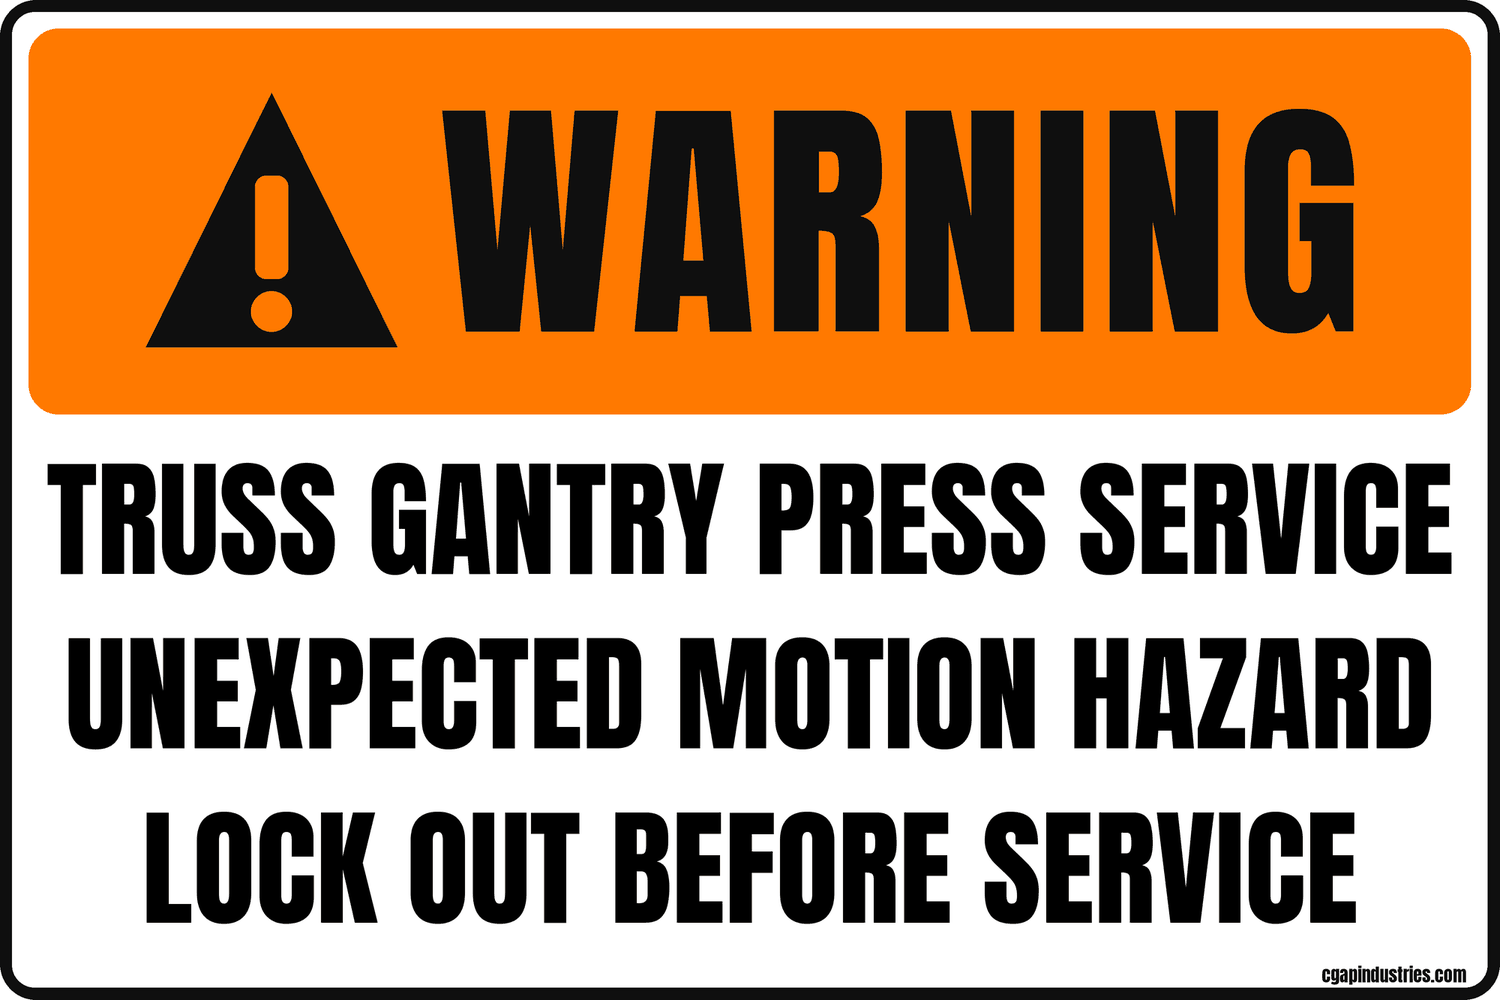 WARNING
TRUSS GANTRY PRESS SERVICE
UNEXPECTED MOTION HAZARD
LOCK OUT BEFORE SERVICE
cgapindustries.com